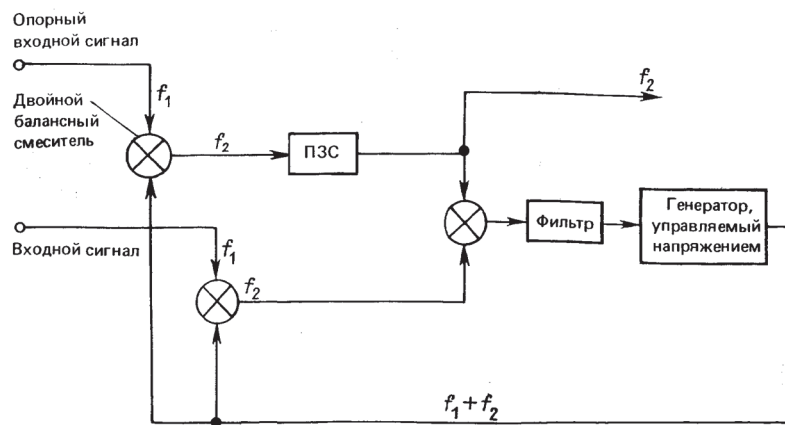 Опорный
входной сигнал
f₁
f₂
Двойной
балансный
смеситель
f₂
ПЗС
Генератор,
управляемый
напряжением
Фильтр
Входной сигнал
f₁
f₂
f₁ + f₂